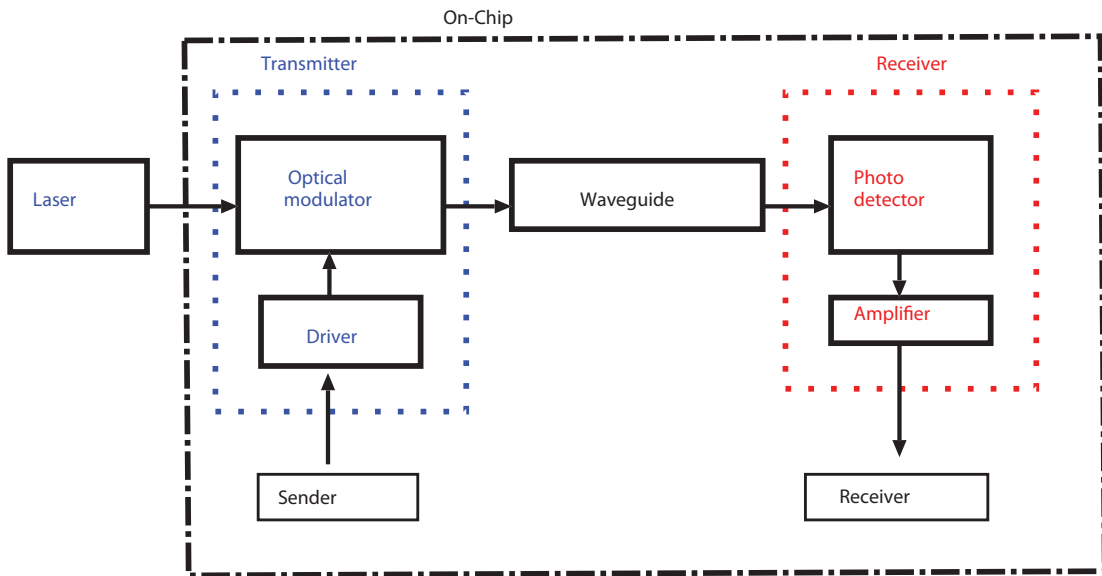 On-Chip
Transmitter
Receiver
Laser
Optical
modulator
Waveguide
Photo
detector
Driver
Amplifier
Sender
Receiver